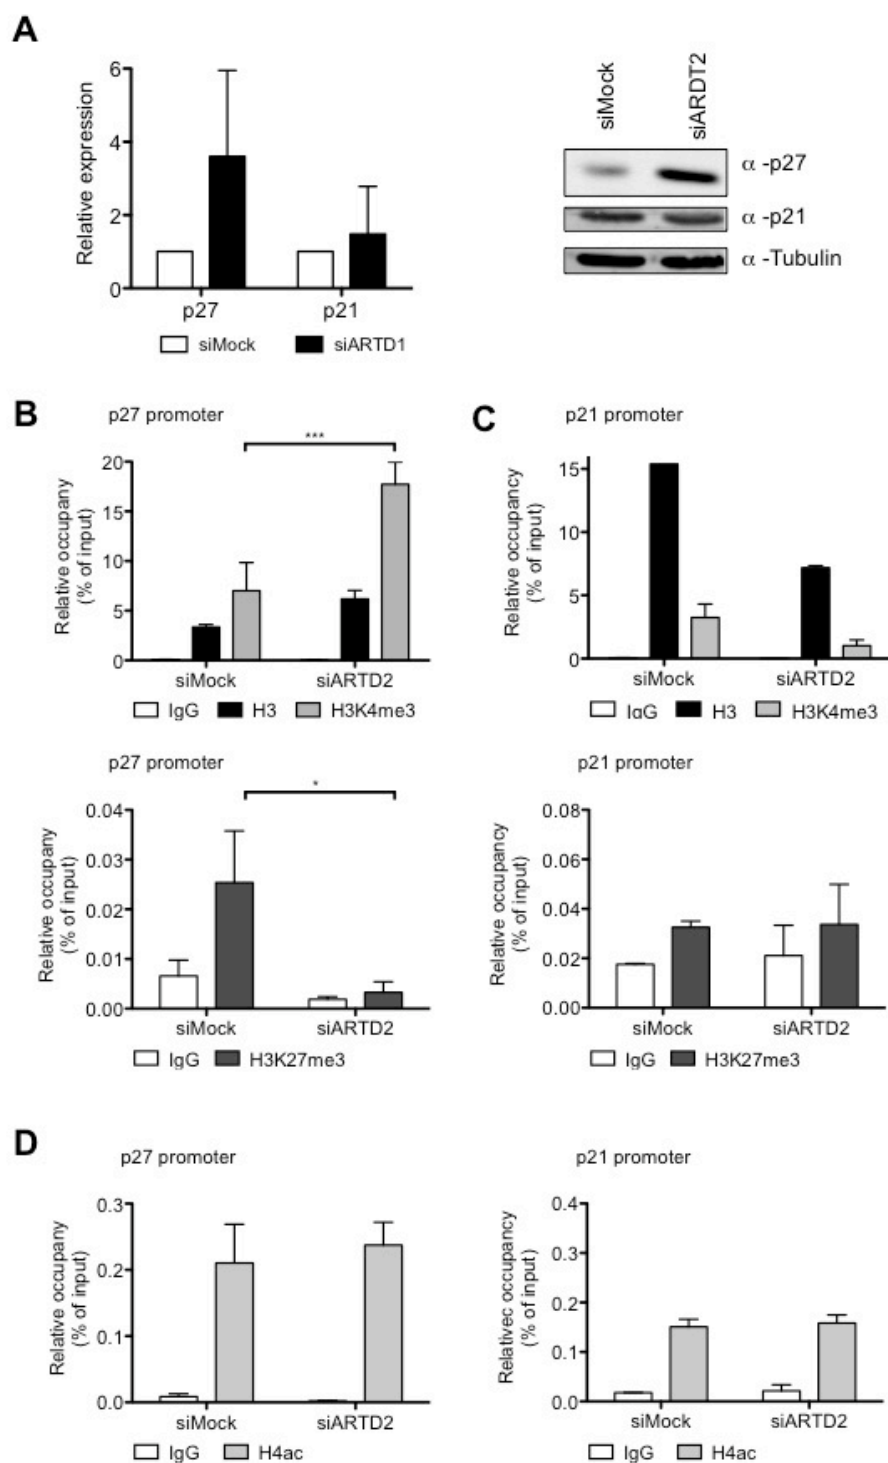 A
Relative expression
6
4
2
0
p27
p21
siMock
siARTD1
siMock
siARDT2
α -p27
α -p21
α -Tubulin
B
p27 promoter
***
Relative occupany
(% of input)
20
15
10
5
0
siMock
siARTD2
IgG
H3
H3K4me3
C
p21 promoter
Relative occupancy
(% of input)
15
10
5
0
siMock
siARTD2
IgG
H3
H3K4me3
p27 promoter
*
Relative occupany
(% of input)
0.04
0.03
0.02
0.01
0.00
siMock
siARTD2
IgG
H3K27me3
p21 promoter
Relative occupancy
(% of input)
0.08
0.06
0.04
0.02
0.00
siMock
siARTD2
IgG
H3K27me3
D
p27 promoter
Relative occupany
(% of input)
0.3
0.2
0.1
0.0
siMock
siARTD2
IgG
H4ac
p21 promoter
Relativec occupancy
(% of input)
0.4
0.3
0.2
0.1
0.0
siMock
siARTD2
IgG
H4ac